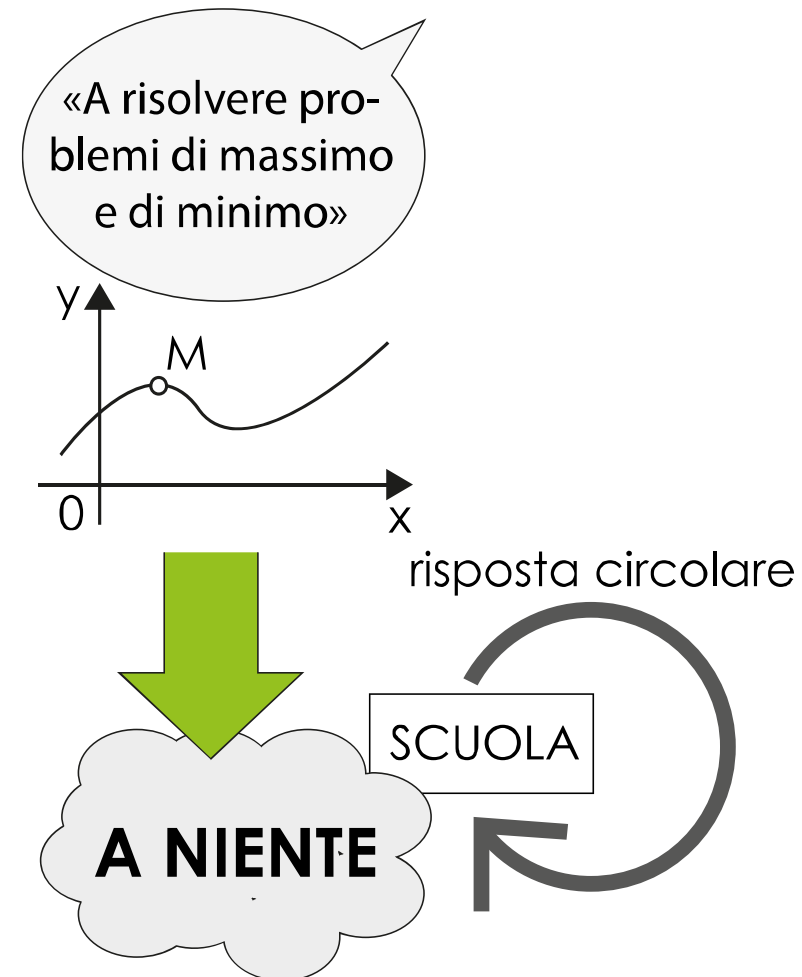 «A risolvere pro-
blemi di massimo
e di minimo»
y
M
0
x
risposta circolare
SCUOLA
A NIENTE